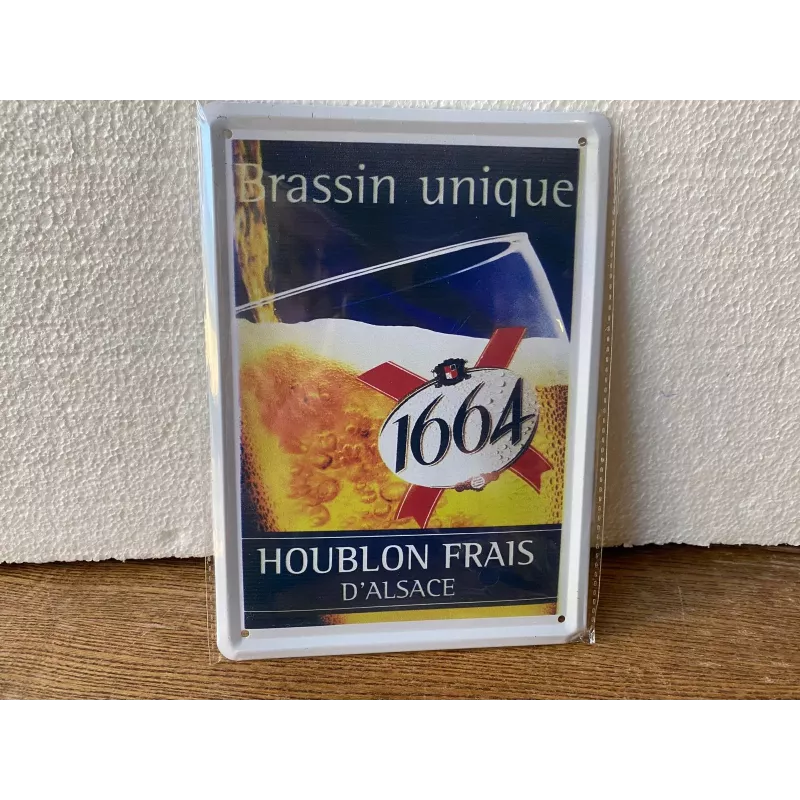 Brassin unique
1664
HOUBLON FRAIS
D'ALSACE